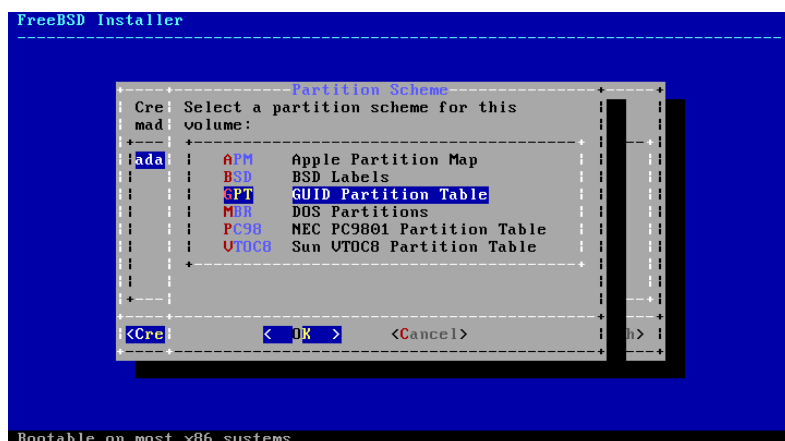 FreeBSD Installer
Partition Scheme
Cre Select a partition scheme for this
mad volume:
ada APM Apple Partition Map
BSD BSD Labels
GPT GUID Partition Table
MBR DOS Partitions
PC98 NEC PC9801 Partition Table
VTOC8 Sun VTOC8 Partition Table
<Cre < OK > <Cancel> h>
Bootable on most x86 systems